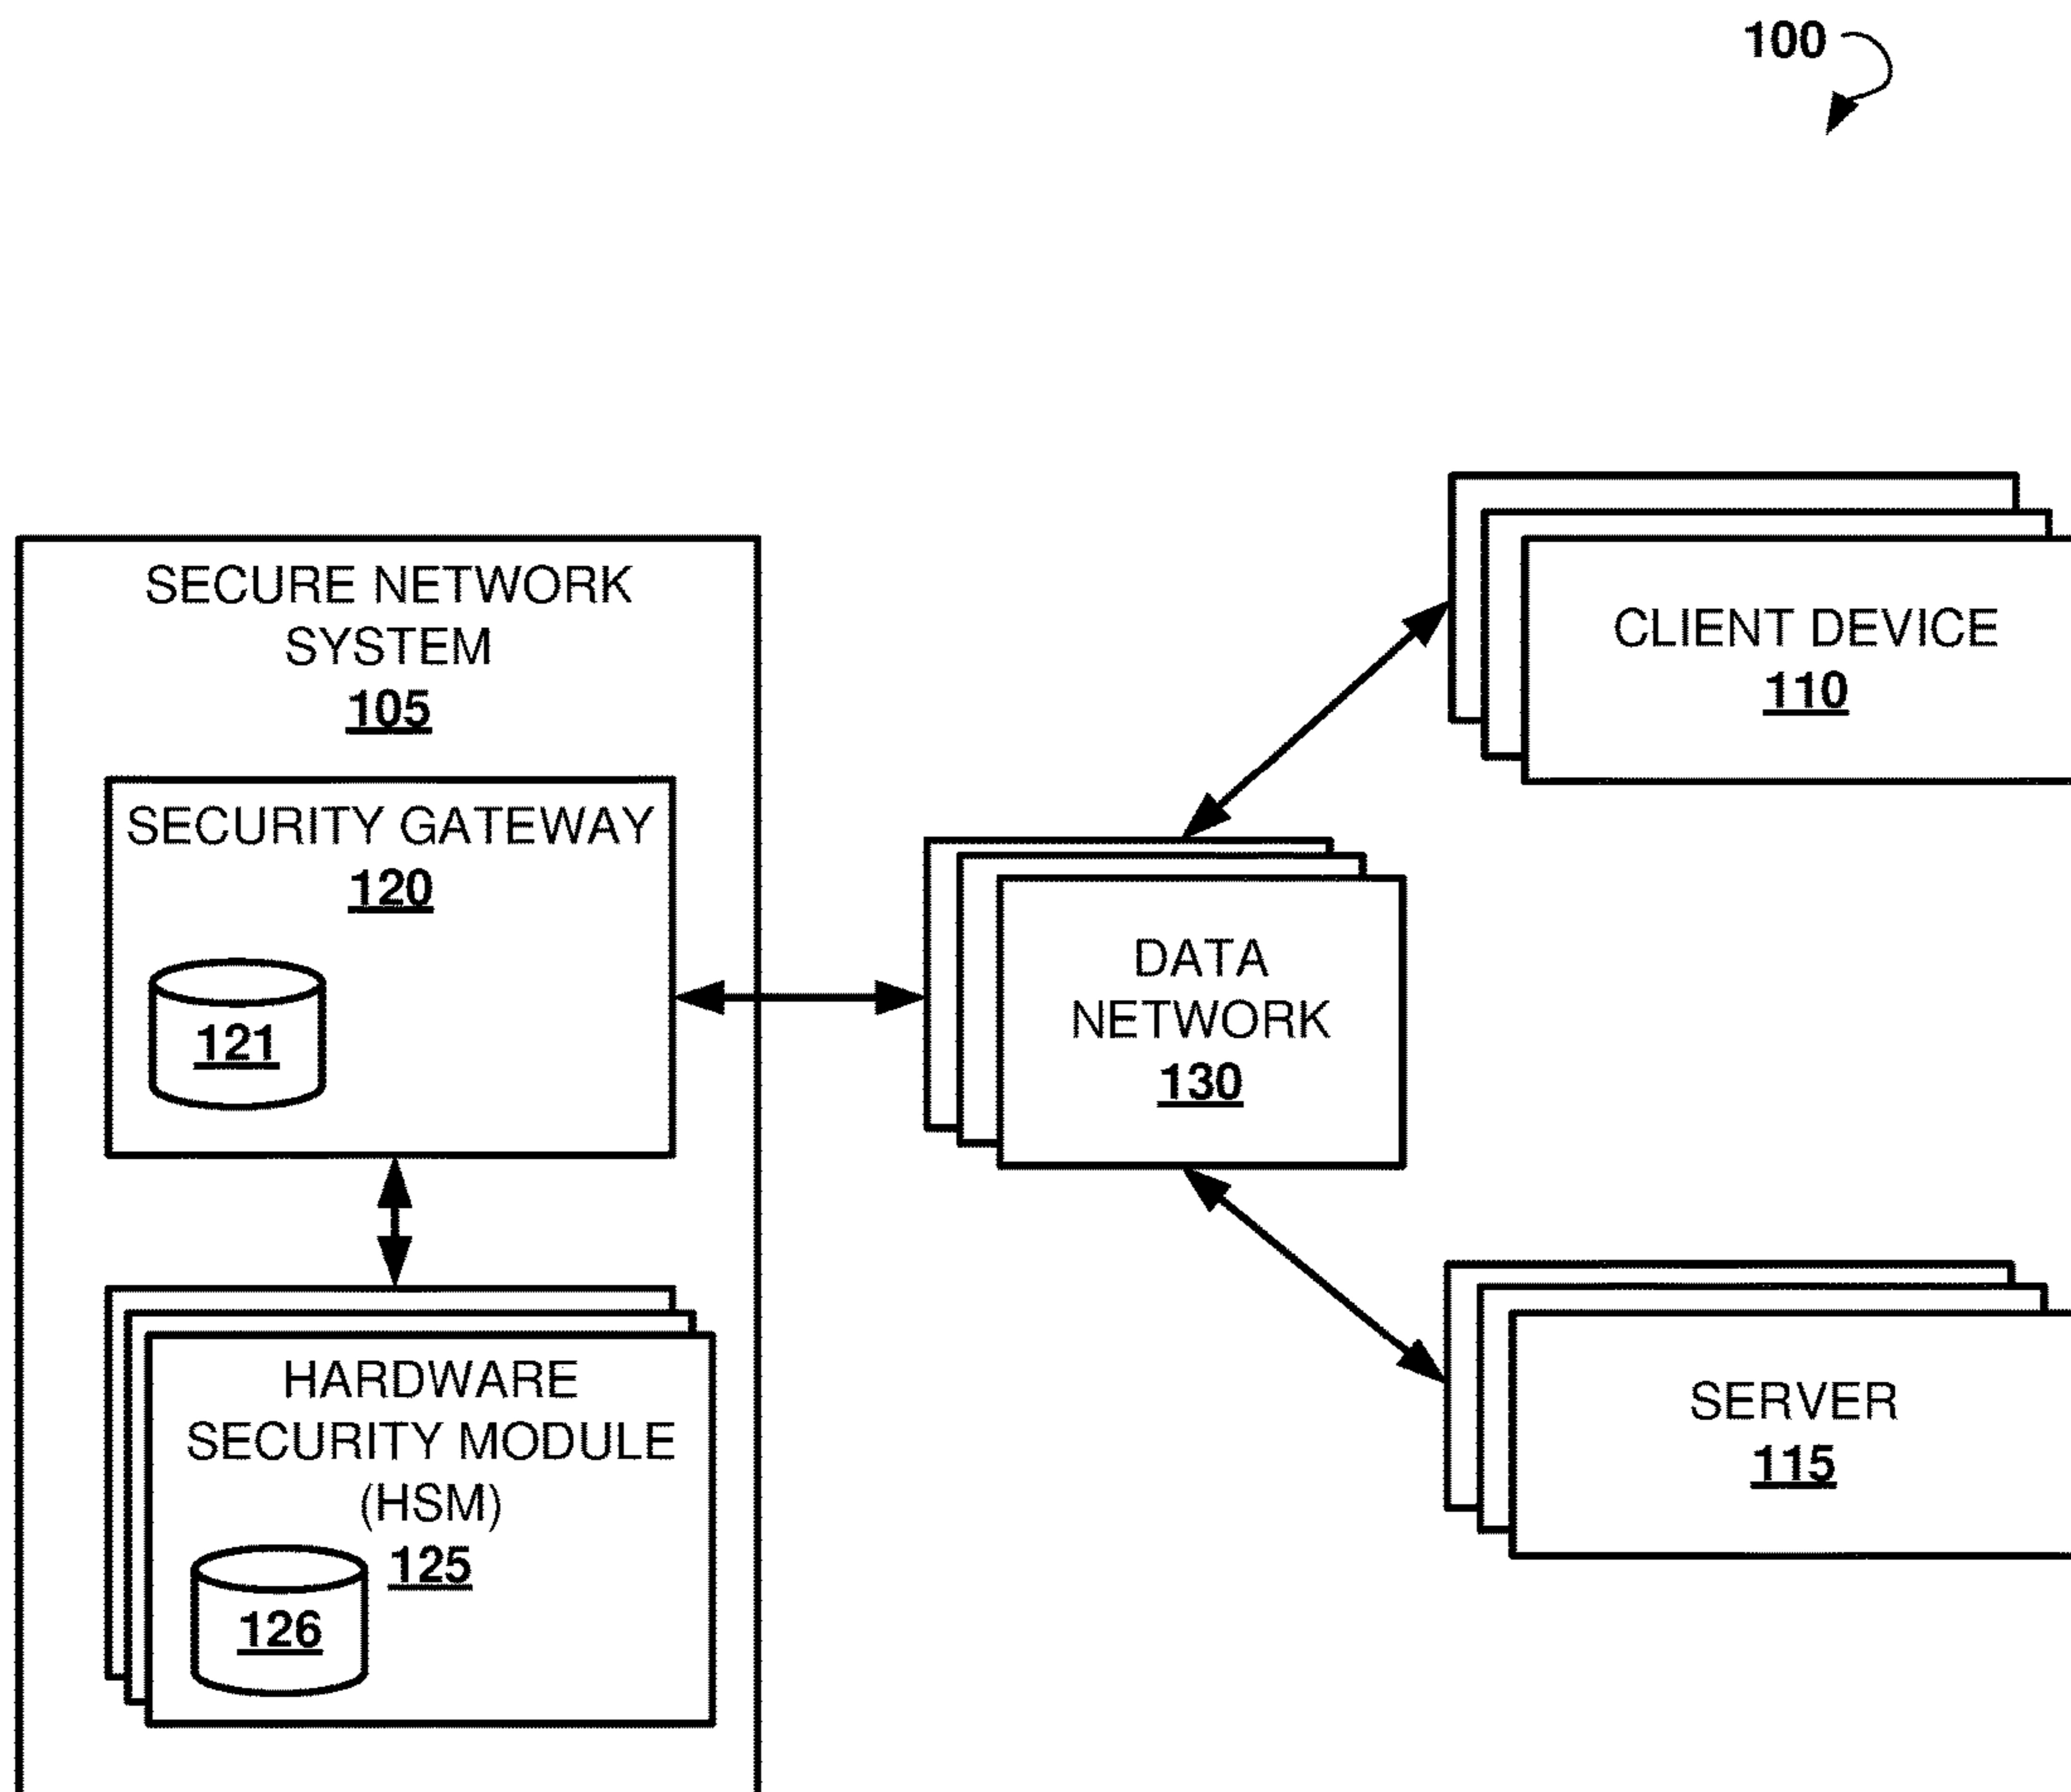 100
SECURE NETWORK
SYSTEM
105
SECURITY GATEWAY
120
121
HARDWARE
SECURITY MODULE
(HSM)
125
126
DATA
NETWORK
130
CLIENT DEVICE
110
SERVER
115